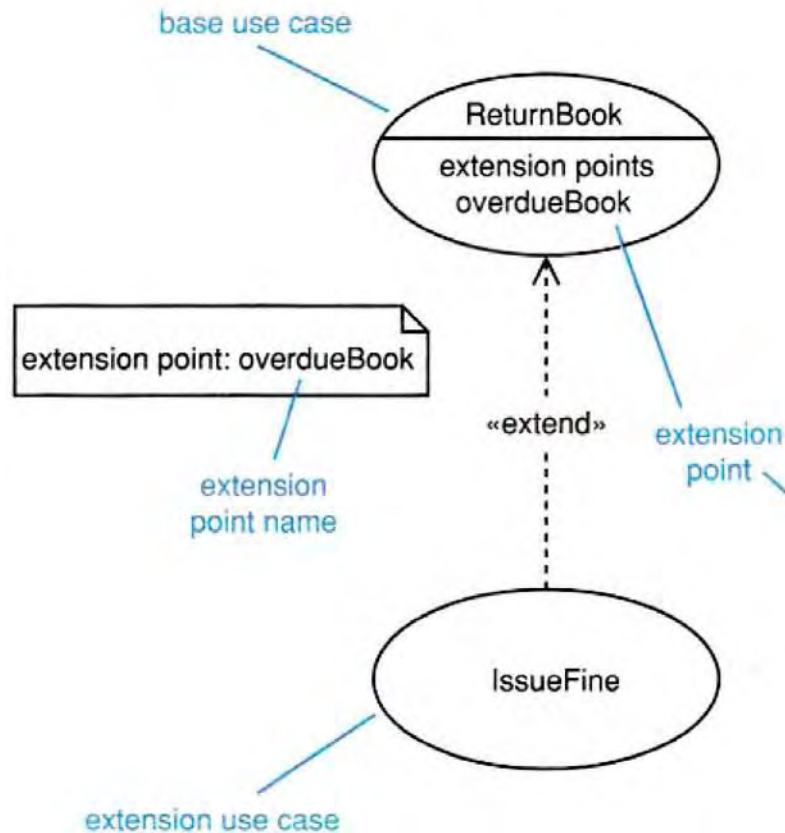 base use case
ReturnBook
extension points
overdueBook
extension point: overdueBook
«extend»
extension
point
extension
point name
IssueFine
extension use case